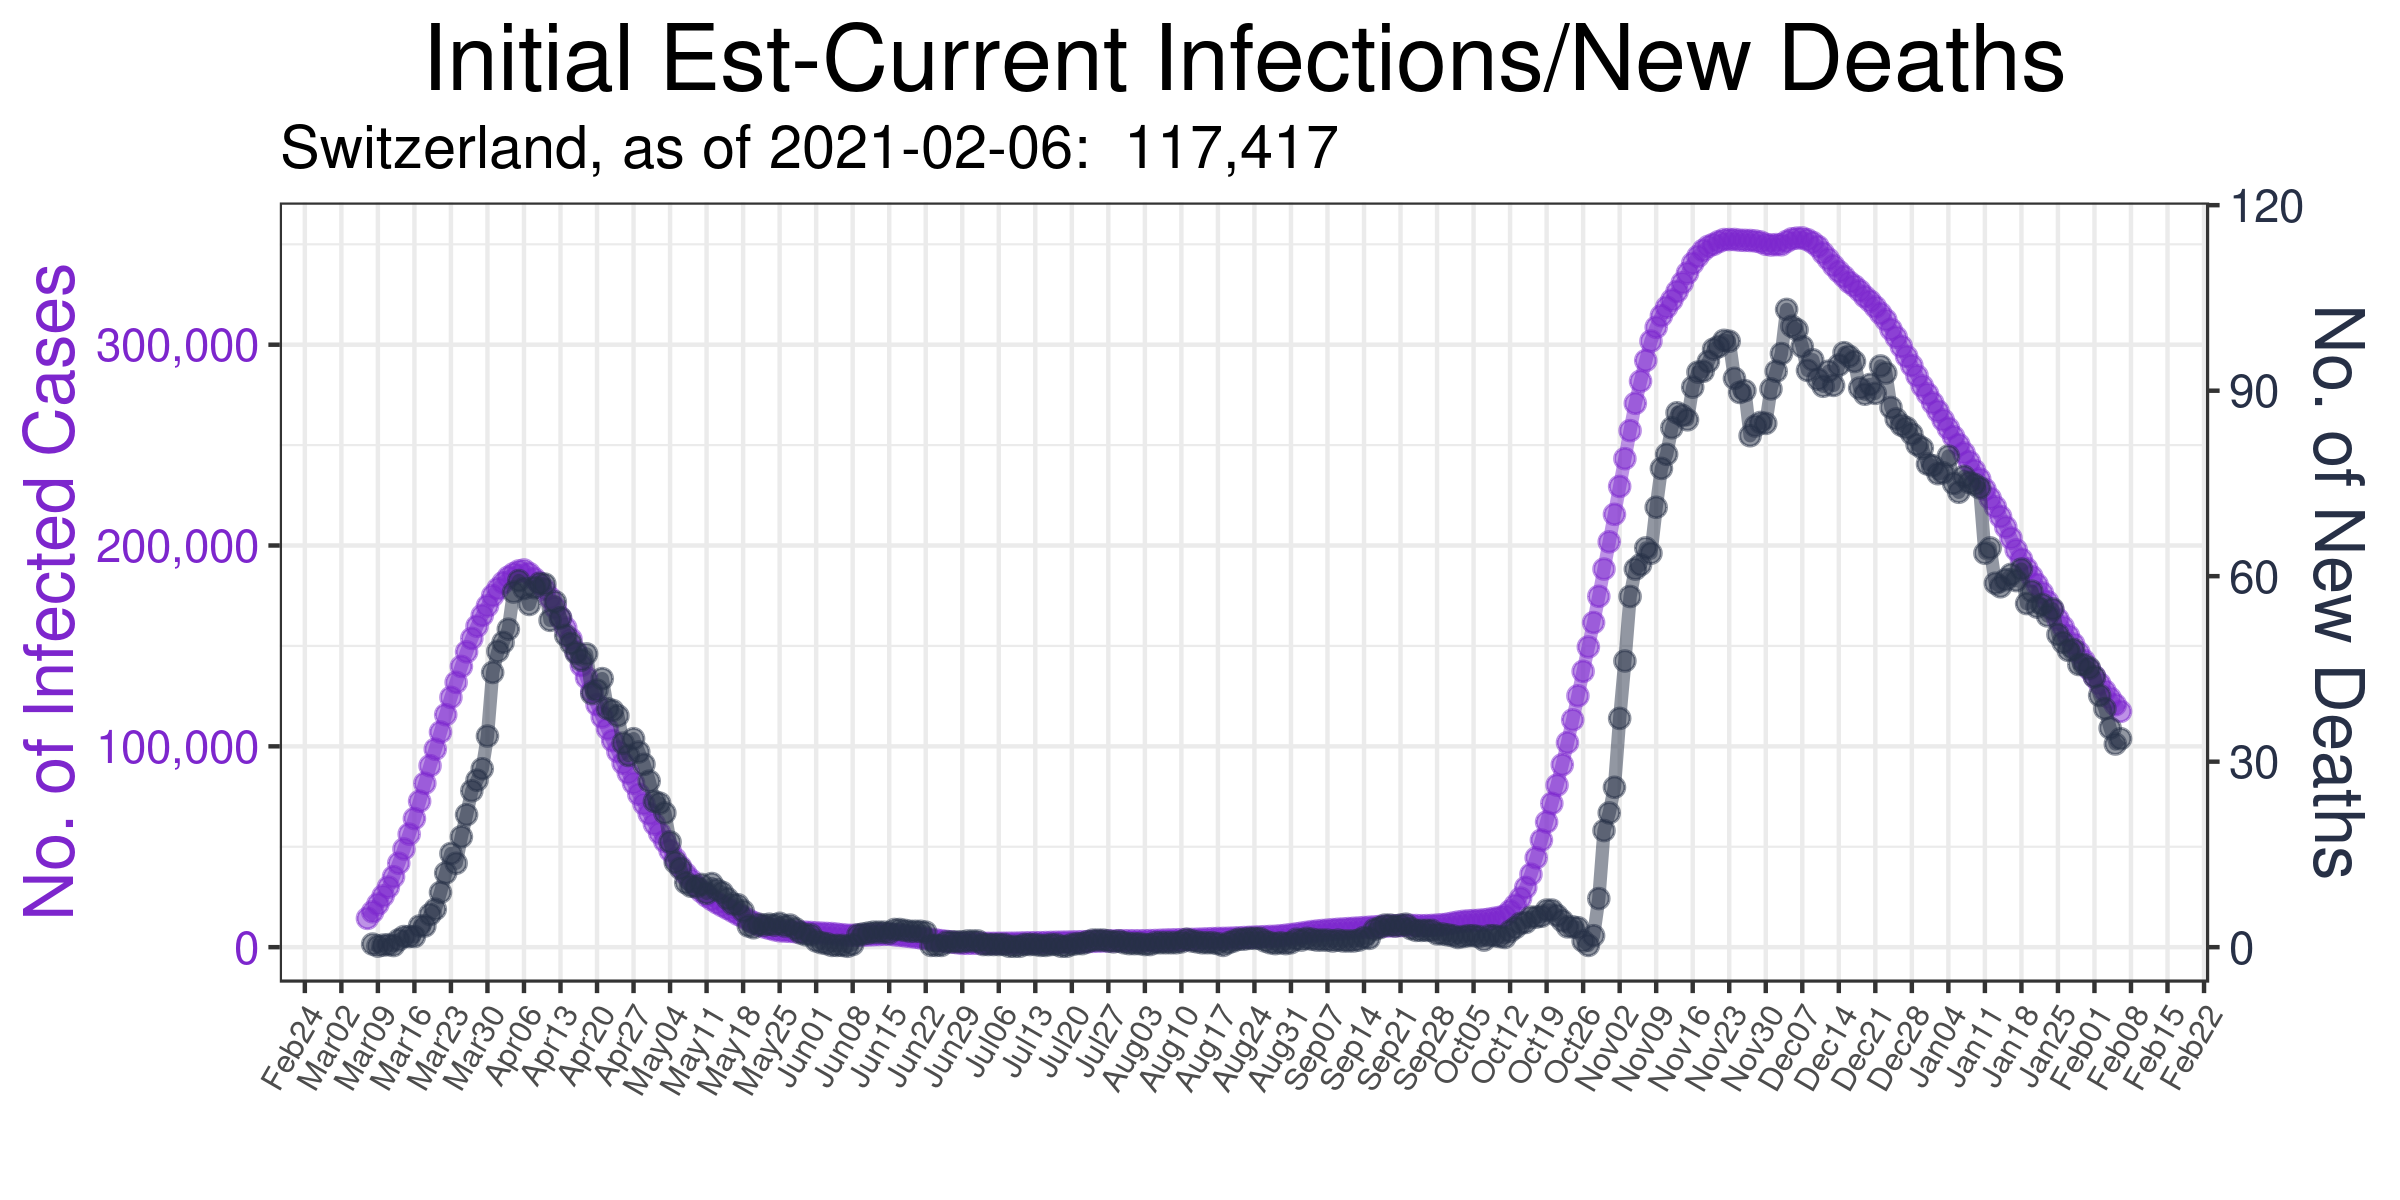 Initial Est-Current Infections/New Deaths
Switzerland, as of 2021-02-06: 117,417
No. of Infected Cases
300,000
200,000
100,000
0
120
90
60
30
0
No. of New Deaths
Feb24
Mar02
Mar09
Mar16
Mar23
Mar30
Apr06
Apr13
Apr20
Apr27
May04
May11
May18
May25
Jun01
Jun08
Jun15
Jun22
Jun29
Jul06
Jul13
Jul20
Jul27
Aug03
Aug10
Aug17
Aug24
Aug31
Sep07
Sep14
Sep21
Sep28
Oct05
Oct12
Oct19
Oct26
Nov02
Nov09
Nov16
Nov23
Nov30
Dec07
Dec14
Dec21
Dec28
Dec04
Jan11
Jan18
Jan25
Feb01
Feb08
Feb15
Feb22